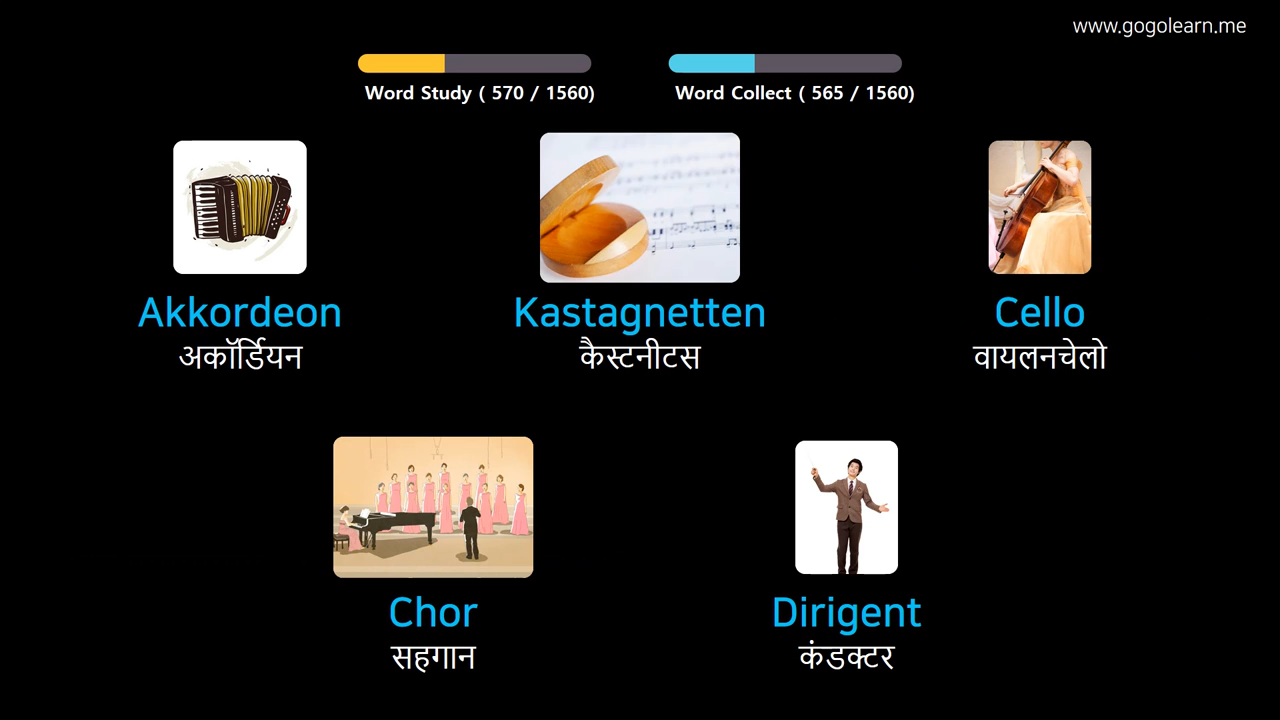 www.gogolearn.me
Word Study ( 570 / 1560)
Word Collect ( 565 / 1560)
Akkordeon
अकॉर्डियन
Kastagnetten
कैस्टनीटस
Cello
वायलनचेलो
Chor
सहगान
Dirigent
कंडक्टर